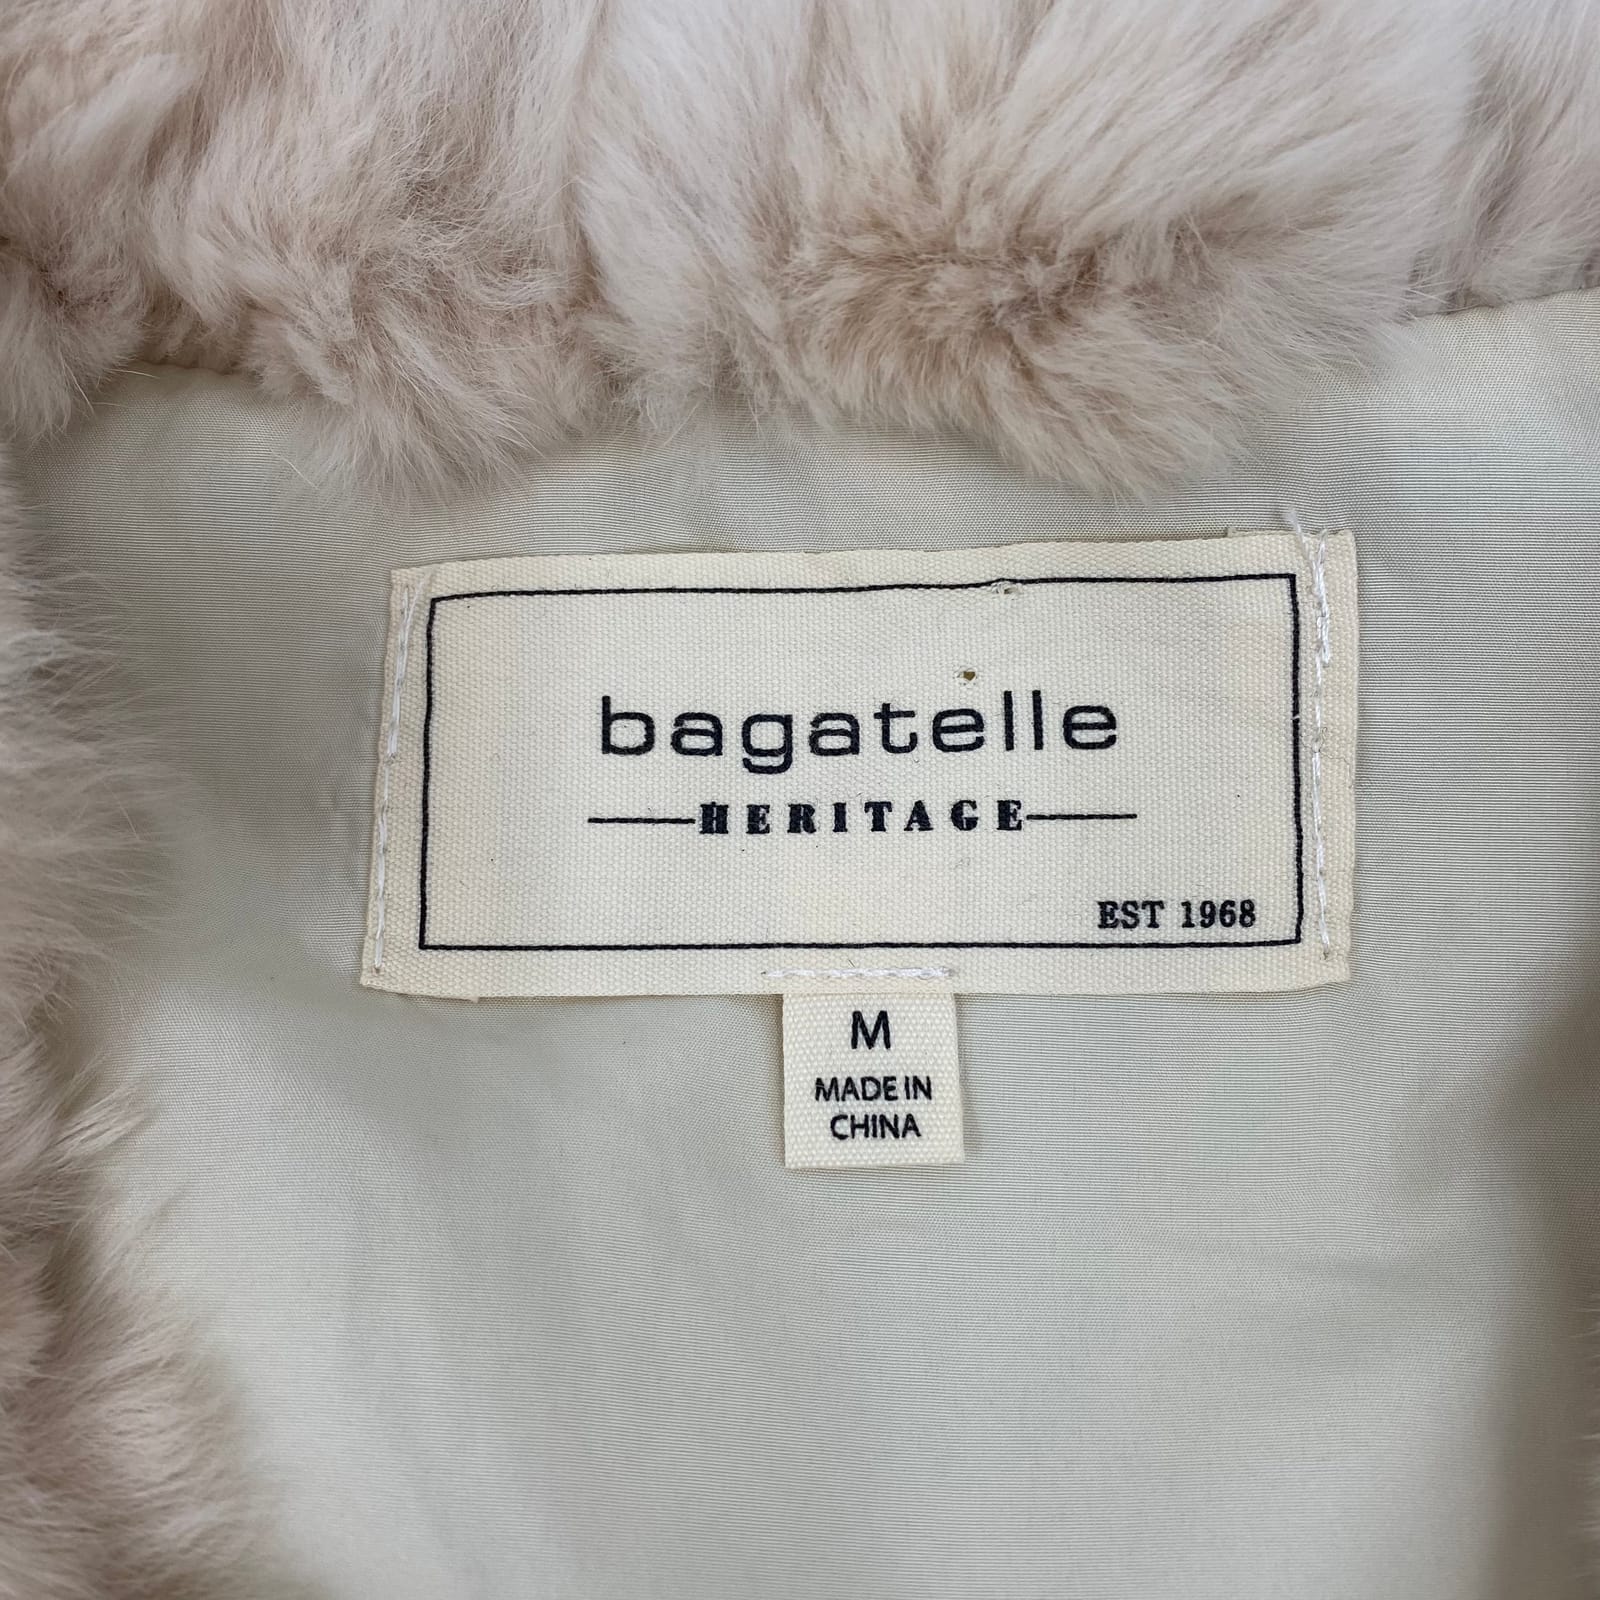 bagatelle
HERITAGE
EST 1968
M
MADE IN
CHINA